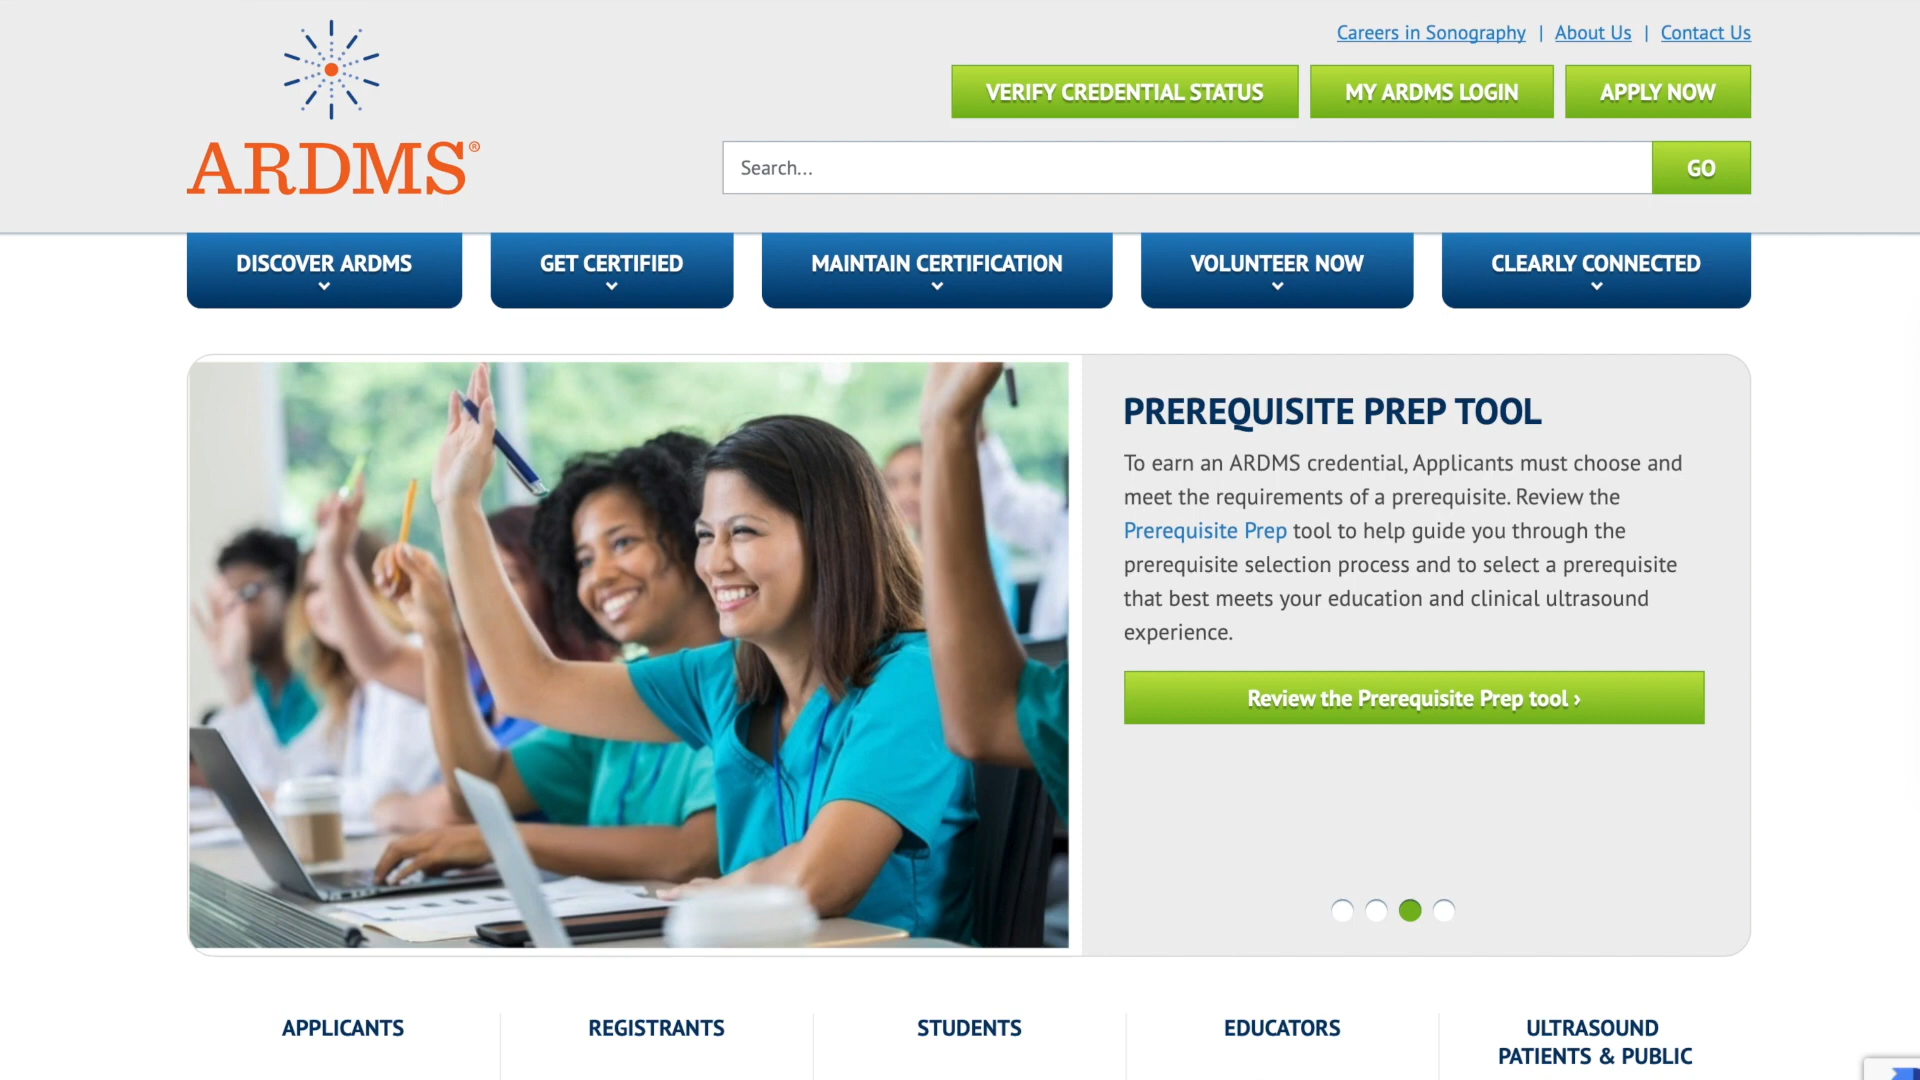 Careers in Sonography | About Us | Contact Us
VERIFY CREDENTIAL STATUS
MY ARDMS LOGIN
APPLY NOW
ARDMS®
Search...
GO
DISCOVER ARDMS
GET CERTIFIED
MAINTAIN CERTIFICATION
VOLUNTEER NOW
CLEARLY CONNECTED
PREREQUISITE PREP TOOL
To earn an ARDMS credential, Applicants must choose and
meet the requirements of a prerequisite. Review the
Prerequisite Prep tool to help guide you through the
prerequisite selection process and to select a prerequisite
that best meets your education and clinical ultrasound
experience.
Review the Prerequisite Prep tool ›
APPLICANTS
REGISTRANTS
STUDENTS
EDUCATORS
ULTRASOUND
PATIENTS & PUBLIC